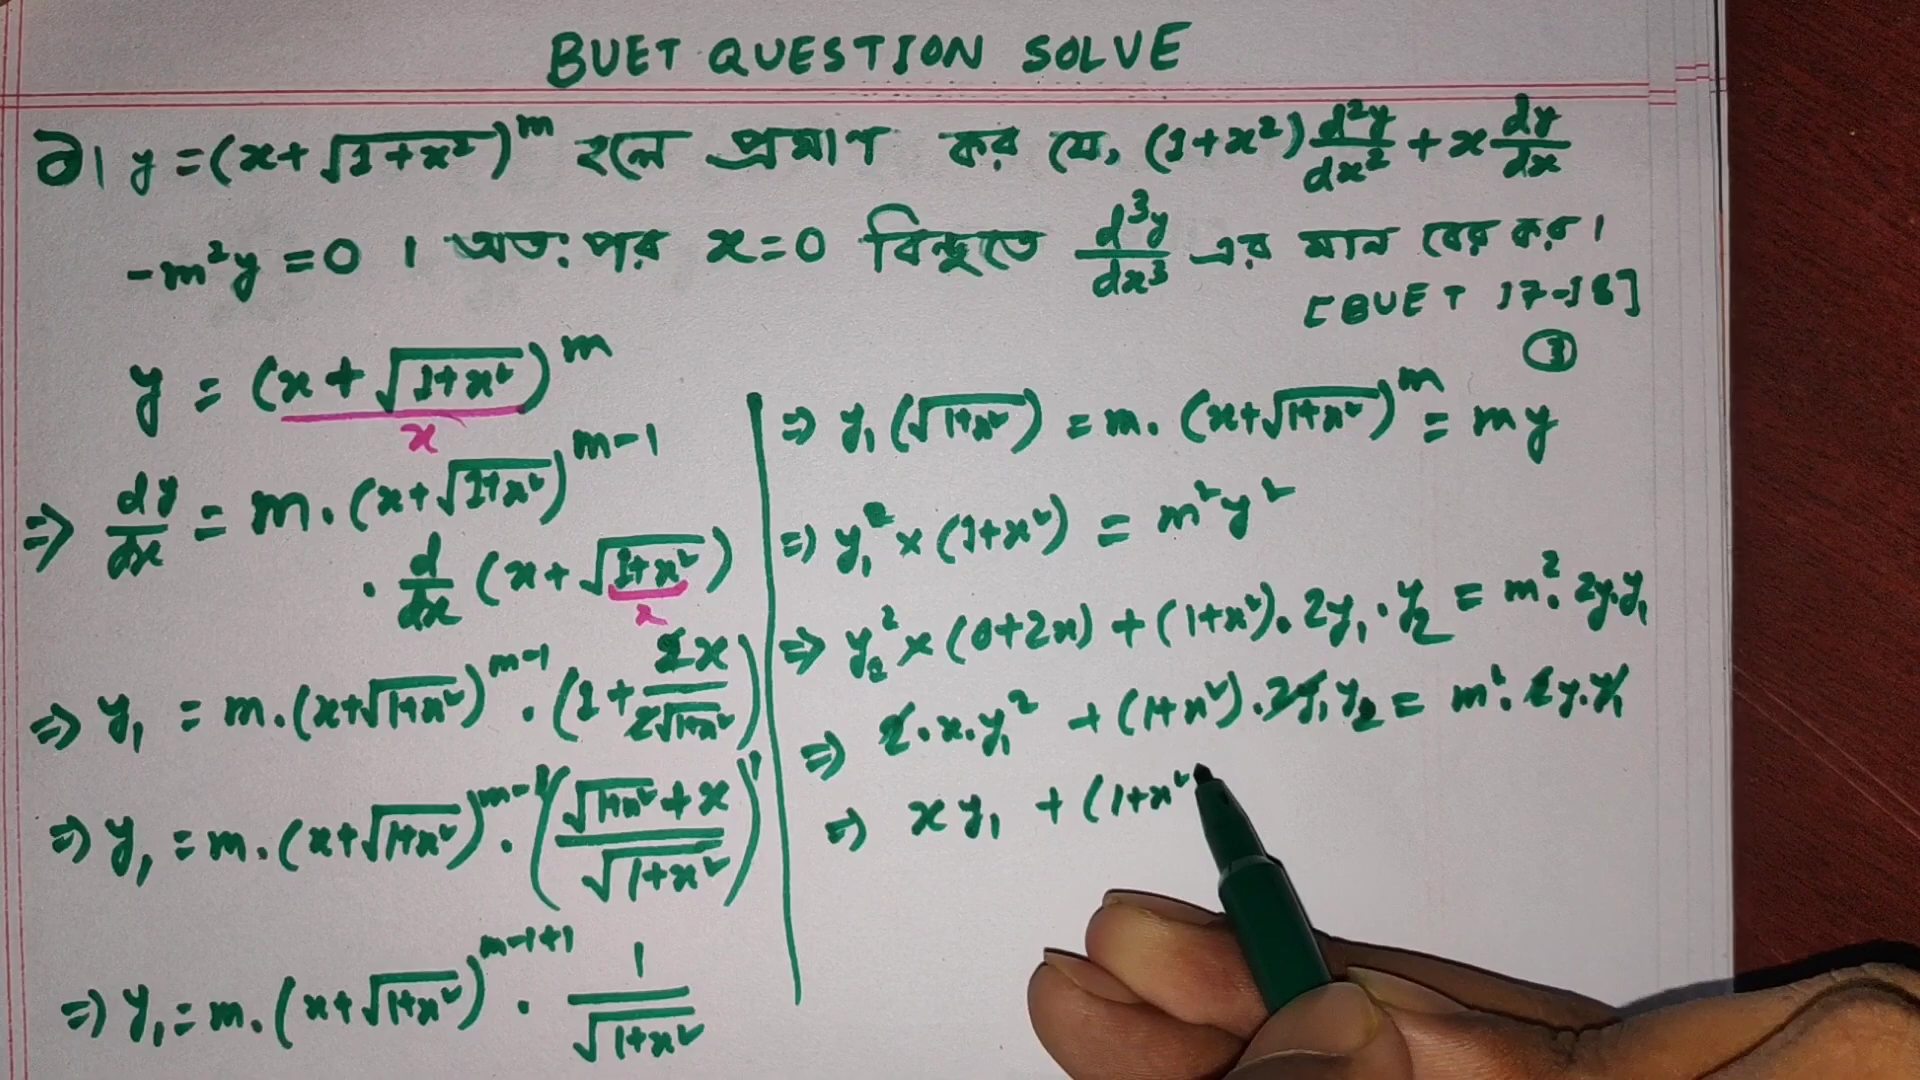 BUET QUESTION SOLVE
৯। y = (x+√1+x²)^m হলে প্রমাণ কর যে, (1+x²) d²y/dx² + x dy/dx
-m²y = 0 । অত:পর x=0 বিন্দুতে d³y/dx³ এর মান বের কর।
[BUET 17-18]
③
y = (x+√1+x²)^m
x
⇒ dy/dx = m.(x+√1+x²)^m-1
. d/dx (x+√1+x²)
x
⇒ y₁ = m.(x+√1+x²)^m-1 . (1+ 2x/2√1+x²)
⇒ y₁ = m.(x+√1+x²)^m-1 . (√1+x² + x/√1+x²)
⇒ y₁ = m.(x+√1+x²)^m-1+1 . 1/√1+x²
⇒ y₁ (√1+x²) = m. (x+√1+x²)^m = my
⇒ y₁² × (1+x²) = m²y²
⇒ y₁² × (0+2x) + (1+x²). 2y₁ . y₂ = m². 2y.y₁
⇒ 2.x.y₁² + (1+x²). 2y₁y₂ = m². 2y.y₁
⇒ xy₁ + (1+x²